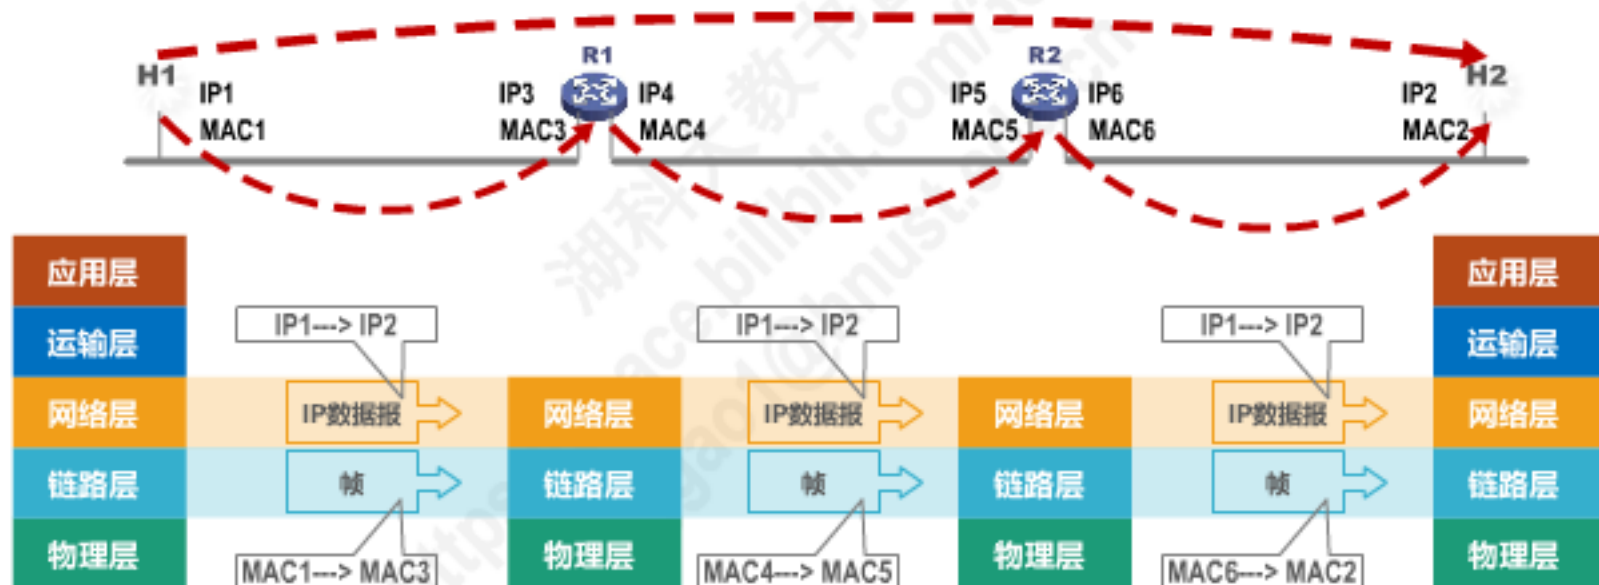 H1
R1
R2
H2
IP1
MAC1
IP3
MAC3
IP4
MAC4
IP5
MAC5
IP6
MAC6
IP2
MAC2
应用层
应用层
运输层
IP1---> IP2
IP1---> IP2
IP1---> IP2
运输层
网络层
IP数据报
网络层
IP数据报
网络层
IP数据报
网络层
链路层
帧
链路层
帧
链路层
帧
链路层
物理层
MAC1---> MAC3
物理层
MAC4---> MAC5
物理层
MAC6---> MAC2
物理层